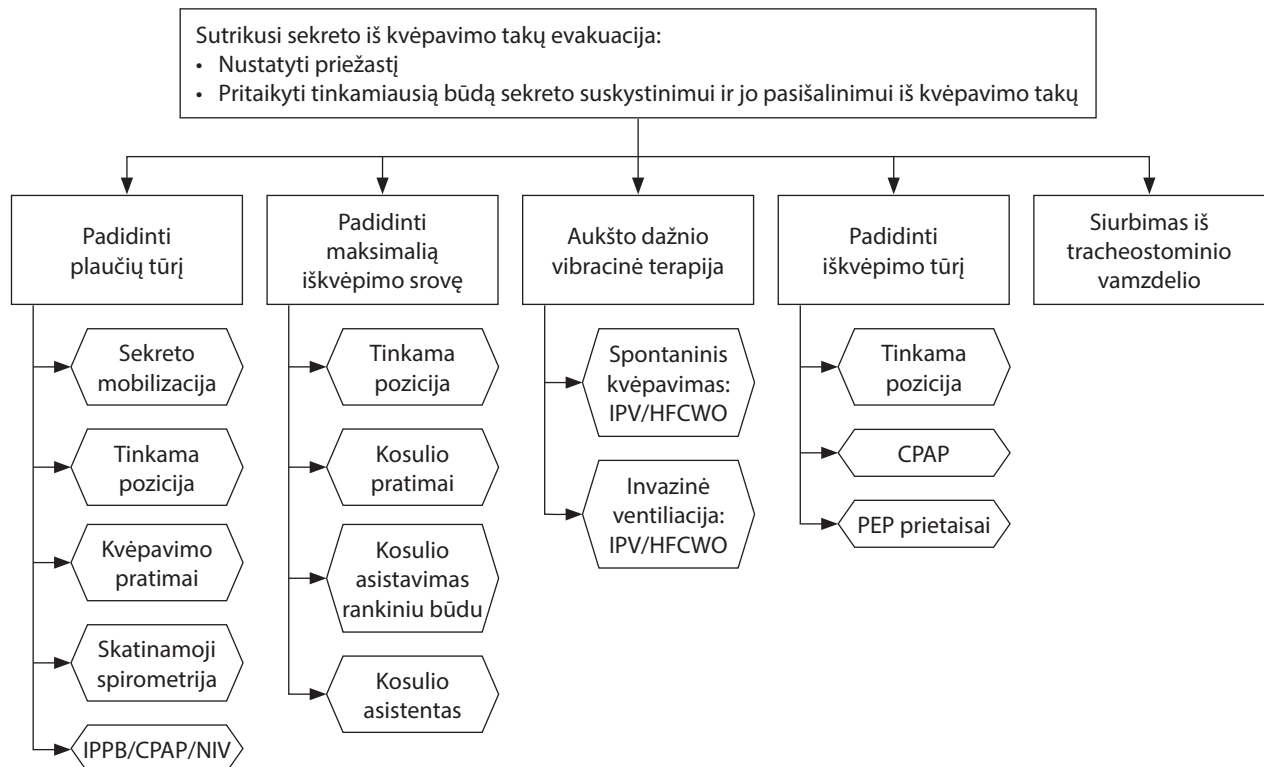 Sutrikusi sekreto iš kvėpavimo takų evakuacija:
• Nustatyti priežastį
• Pritaikyti tinkamiausią būdą sekreto suskystinimui ir jo pasišalinimui iš kvėpavimo takų
Padidinti
plaučių tūrį
Sekreto
mobilizacija
Tinkama
pozicija
Kvėpavimo
pratimai
Skatinamoji
spirometrija
IPPB/CPAP/NIV
Padidinti
maksimalią
iškvėpimo srovę
Tinkama
pozicija
Kosulio
pratimai
Kosulio
asistavimas
rankiniu būdu
Kosulio
asistentas
Aukšto dažnio
vibracinė terapija
Spontaninis
kvėpavimas:
IPV/HFCWO
Invazinė
ventiliacija:
IPV/HFCWO
Padidinti
iškvėpimo tūrį
Tinkama
pozicija
CPAP
PEP prietaisai
Siurbimas iš
tracheostominio
vamzdelio